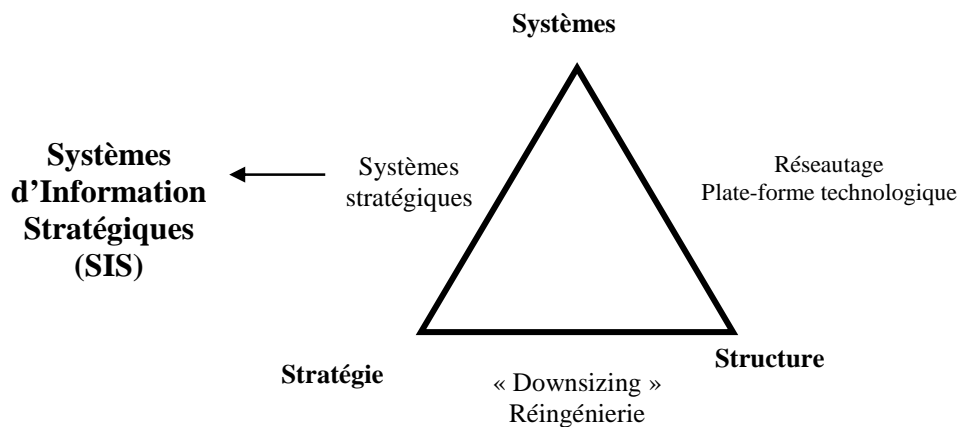 Systèmes
Systèmes
d’Information
Stratégiques
(SIS)
Systèmes
stratégiques
Réseautage
Plate-forme technologique
Stratégie
Structure
« Downsizing »
Réingénierie